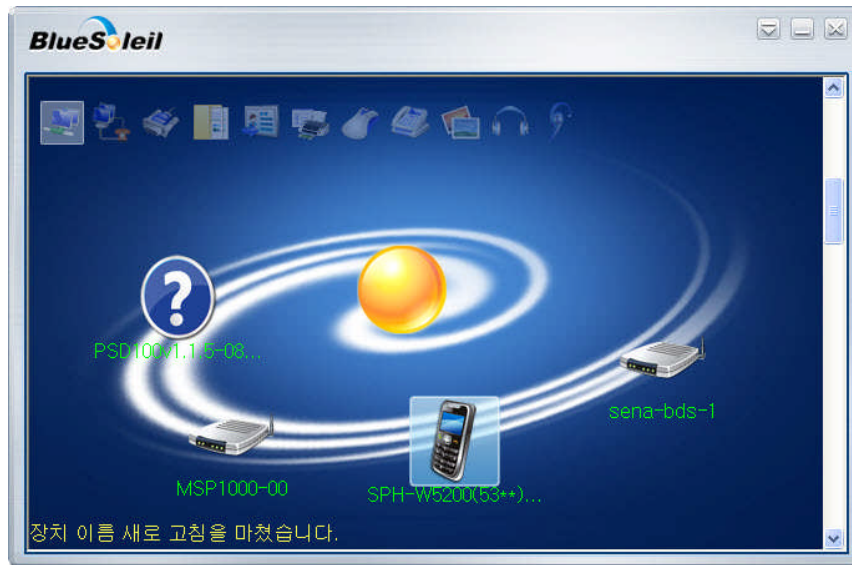 BlueSoleil
?
PSD100v1.1.5-08...
sena-bds-1
MSP1000-00
SPH-W5200(53**)...
장치 이름 새로 고침을 마쳤습니다.